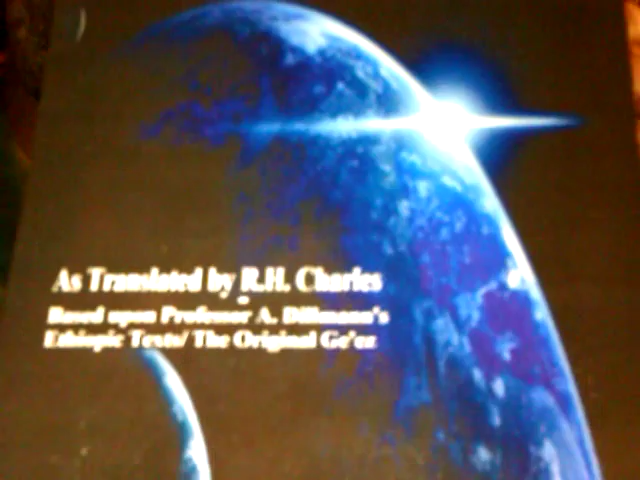 As Translated by R.H. Charles
Based upon Professor A. Dillmann's
Ethiopic Texts/ The Original Ge'ez